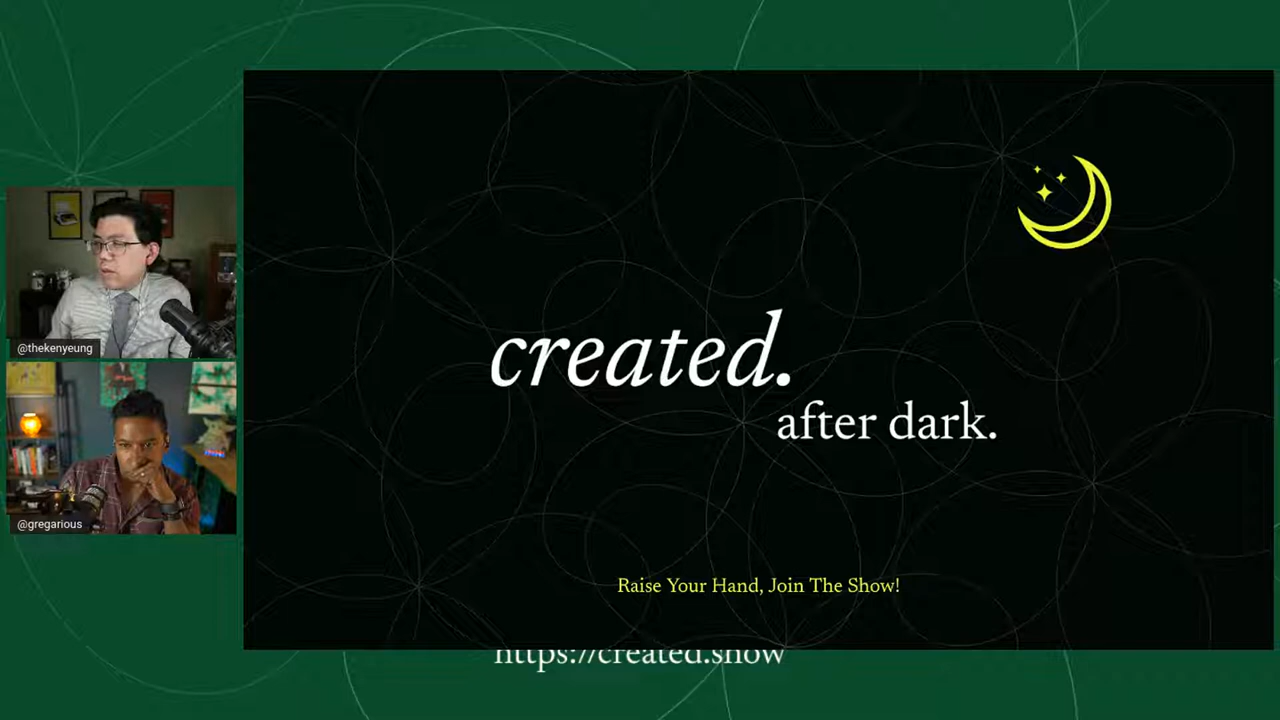 @thekenyeung
@gregarious
created.
after dark.
Raise Your Hand, Join The Show!
https://created.show